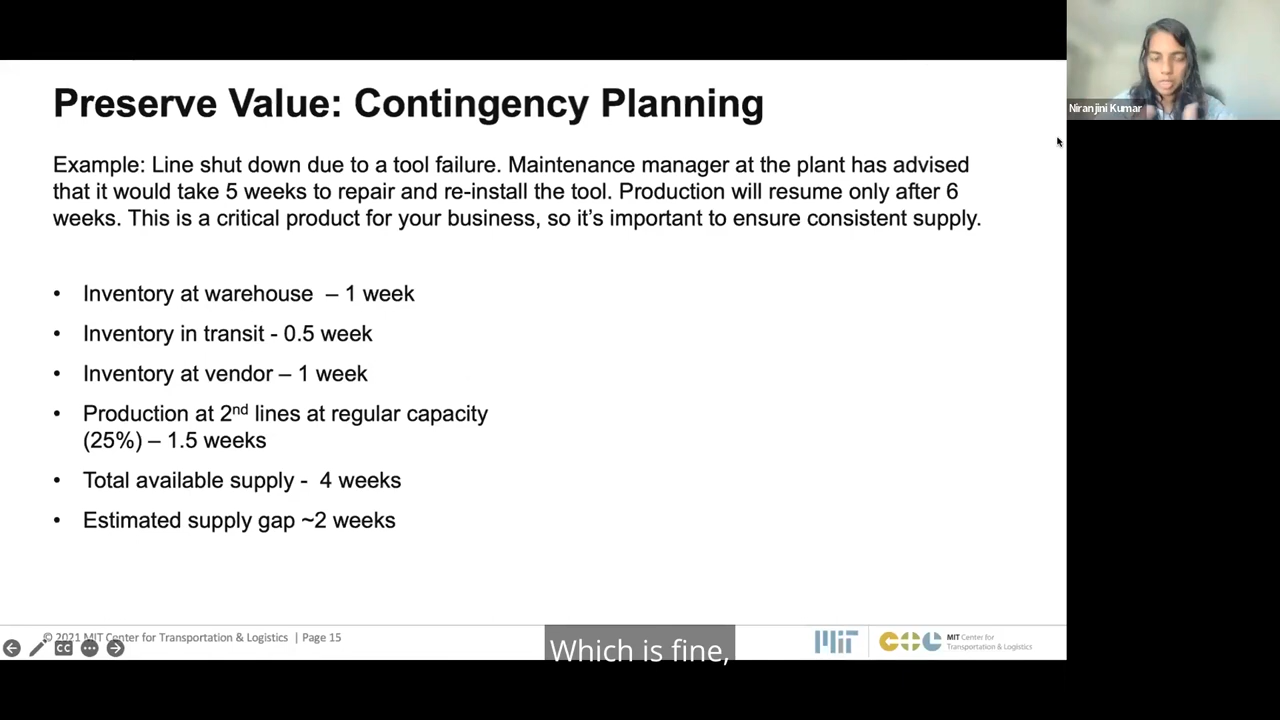 Preserve Value: Contingency Planning
Niranjini Kumar
Example: Line shut down due to a tool failure. Maintenance manager at the plant has advised
that it would take 5 weeks to repair and re-install the tool. Production will resume only after 6
weeks. This is a critical product for your business, so it’s important to ensure consistent supply.
• Inventory at warehouse – 1 week
• Inventory in transit - 0.5 week
• Inventory at vendor – 1 week
• Production at 2nd lines at regular capacity
(25%) – 1.5 weeks
• Total available supply - 4 weeks
• Estimated supply gap ~2 weeks
© 2021 MIT Center for Transportation & Logistics | Page 15
CC
Which is fine,
MIT
CTL
MIT Center for
Transportation & Logistics